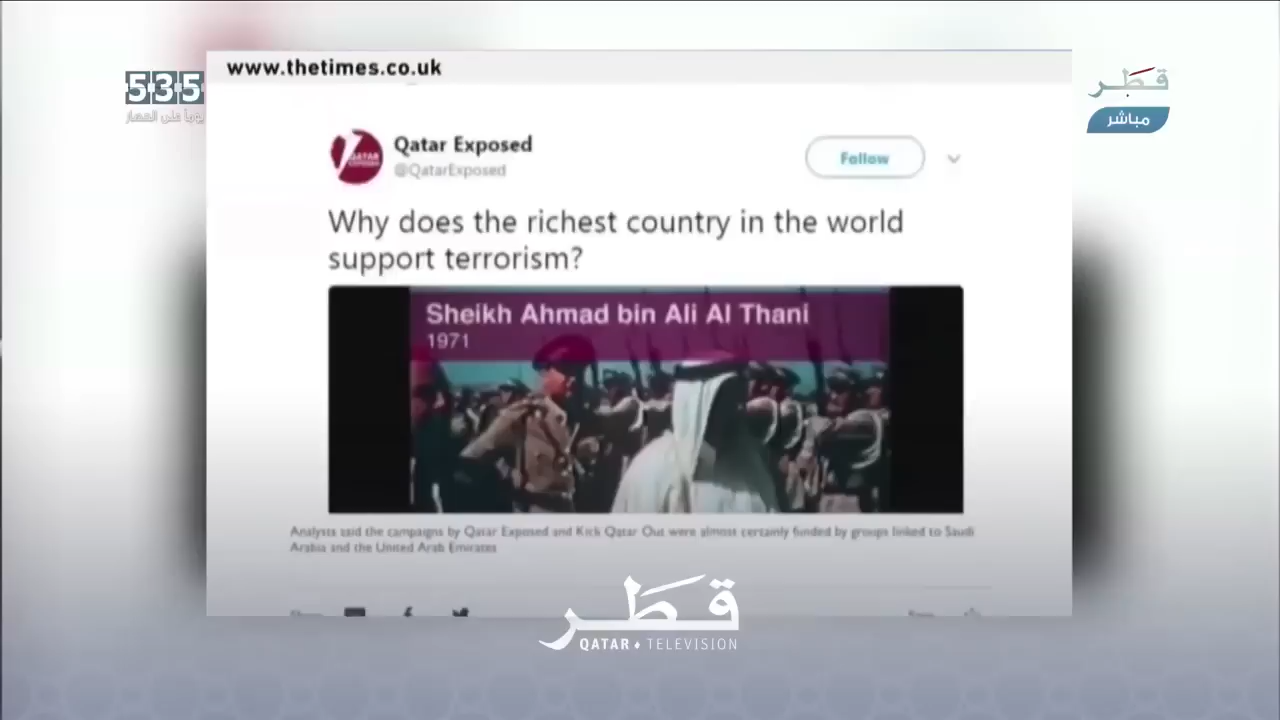 www.thetimes.co.uk
535
يوماً على الحصار
قطر
مباشر
Qatar Exposed
@QatarExposed
Follow
QATAR
Why does the richest country in the world
support terrorism?
Sheikh Ahmad bin Ali Al Thani
1971
Analysts said the campaigns by Qatar Exposed and Kick Qatar Out were almost certainly funded by groups linked to Saudi
Arabia and the United Arab Emirates
قطر
QATAR TELEVISION